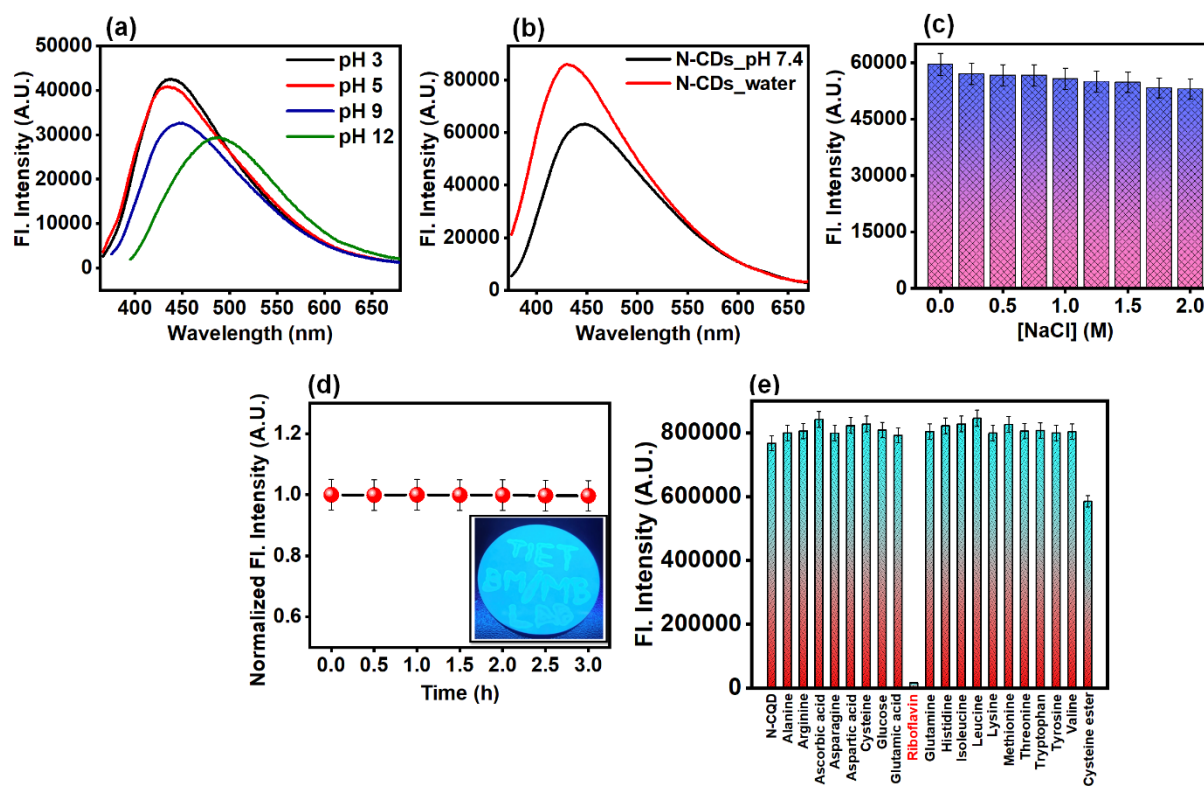 (a)
pH 3
pH 5
pH 9
pH 12
50000
40000
30000
20000
10000
0
Fl. Intensity (A.U.)
400 450 500 550 600 650
Wavelength (nm)
(b)
N-CDs_pH 7.4
N-CDs_water
80000
60000
40000
20000
0
Fl. Intensity (A.U.)
400 450 500 550 600 650
Wavelength (nm)
(c)
60000
45000
30000
15000
0
Fl. Intensity (A.U.)
0.0 0.5 1.0 1.5 2.0
[NaCl] (M)
(d)
1.2
1.0
0.8
0.6
Normalized Fl. Intensity (A.U.)
TIET
BM/MB
LAB
0.0 0.5 1.0 1.5 2.0 2.5 3.0
Time (h)
(e)
800000
600000
400000
200000
0
Fl. Intensity (A.U.)
N-CQD
Alanine
Arginine
Ascorbic acid
Asparagine
Aspartic acid
Cysteine
Glucose
Glutamic acid
Riboflavin
Glutamine
Histidine
Isoleucine
Leucine
Lysine
Methionine
Threonine
Tryptophan
Tyrosine
Valine
Cysteine ester